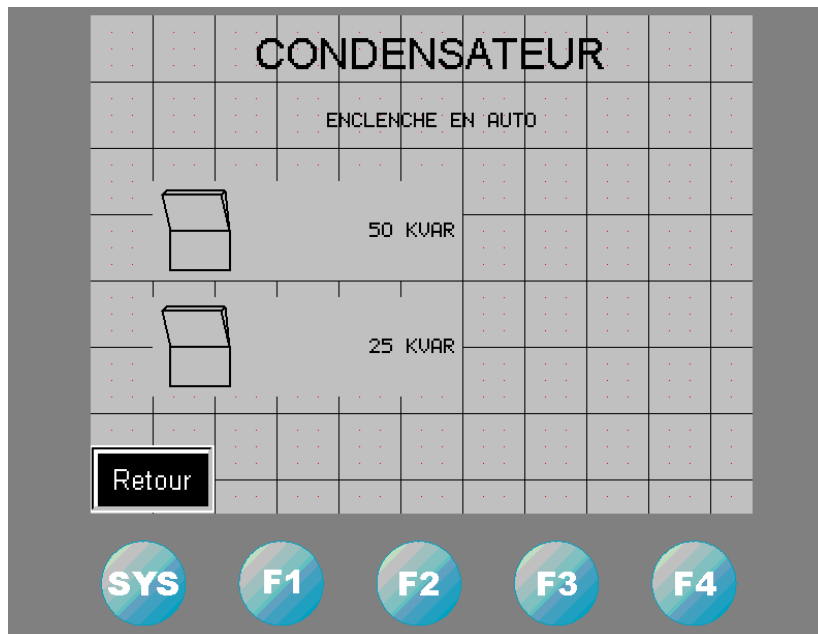 CONDENSATEUR
ENCLENCHE EN AUTO
50 KVAR
25 KVAR
Retour
SYS F1 F2 F3 F4